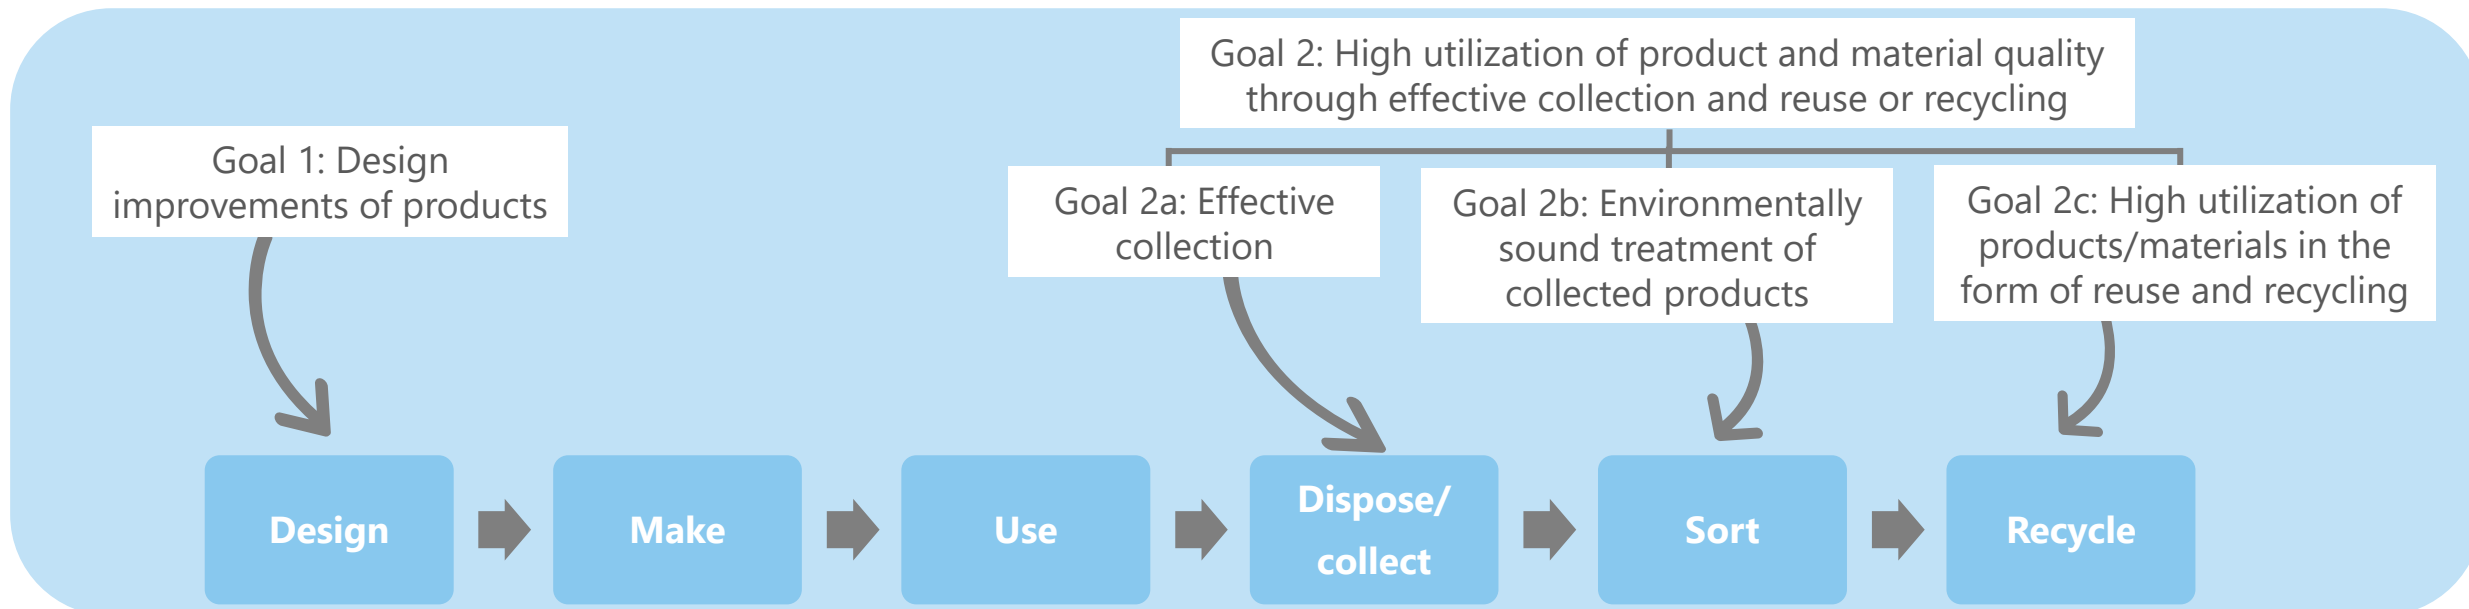 Goal 2: High utilization of product and material quality
through effective collection and reuse or recycling
Goal 1: Design
improvements of products
Goal 2a: Effective
collection
Goal 2b: Environmentally
sound treatment of
collected products
Goal 2c: High utilization of
products/materials in the
form of reuse and recycling
Design
Make
Use
Dispose/
collect
Sort
Recycle